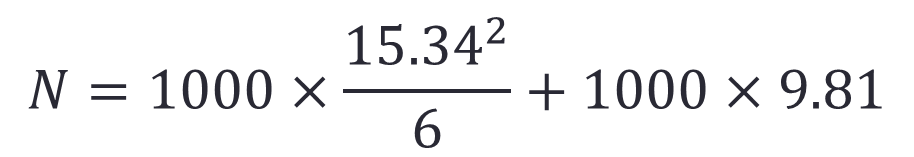 N = 1000 × 15.34² / 6 + 1000 × 9.81